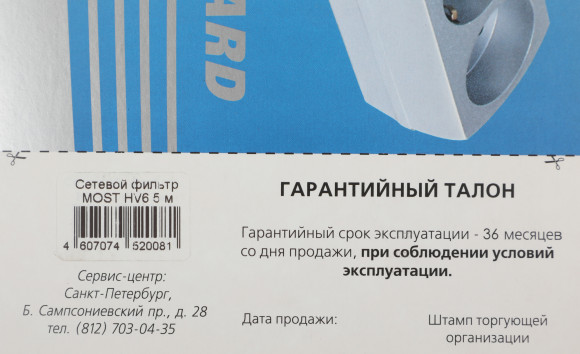 ARD
Сетевой фильтр
MOST HV6 5 м
4 607074 520081
Сервис-центр:
Санкт-Петербург,
Б. Сампсониевский пр., д. 28
тел. (812) 703-04-35
ГАРАНТИЙНЫЙ ТАЛОН
Гарантийный срок эксплуатации - 36 месяцев
со дня продажи, при соблюдении условий
эксплуатации.
Дата продажи:
Штамп торгующей
организации